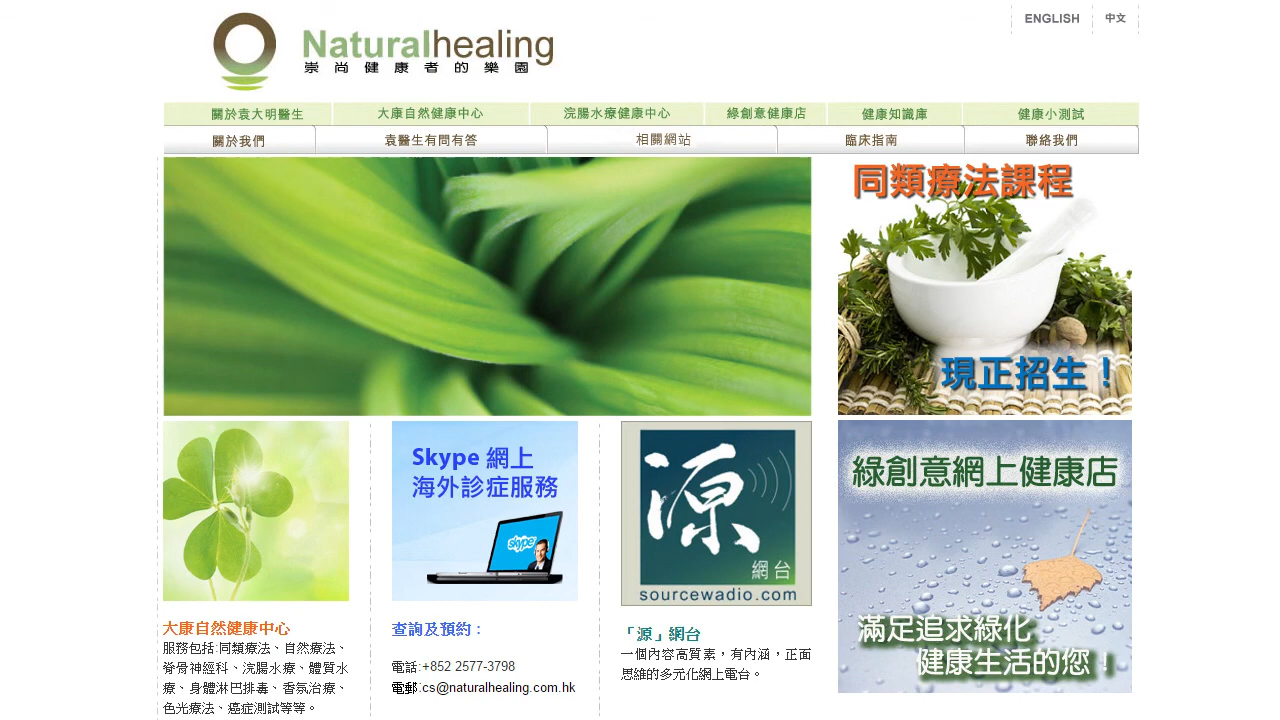 ENGLISH
中文
Naturalhealing
崇尚健康者的樂園
關於袁大明醫生
大康自然健康中心
浣腸水療健康中心
綠創意健康店
健康知識庫
健康小測試
關於我們
袁醫生有問有答
相關網站
臨床指南
聯絡我們
同類療法課程
現正招生！
Skype 網上
海外診症服務
skype
源
網台
sourcewadio.com
綠創意網上健康店
滿足追求綠化
健康生活的您！
大康自然健康中心
服務包括:同類療法、自然療法、
脊骨神經科、浣腸水療、體質水
療、身體淋巴排毒、香氛治療、
色光療法、癌症測試等等。
查詢及預約：
電話:+852 2577-3798
電郵:cs@naturalhealing.com.hk
「源」網台
一個內容高質素，有內涵，正面
思維的多元化網上電台。